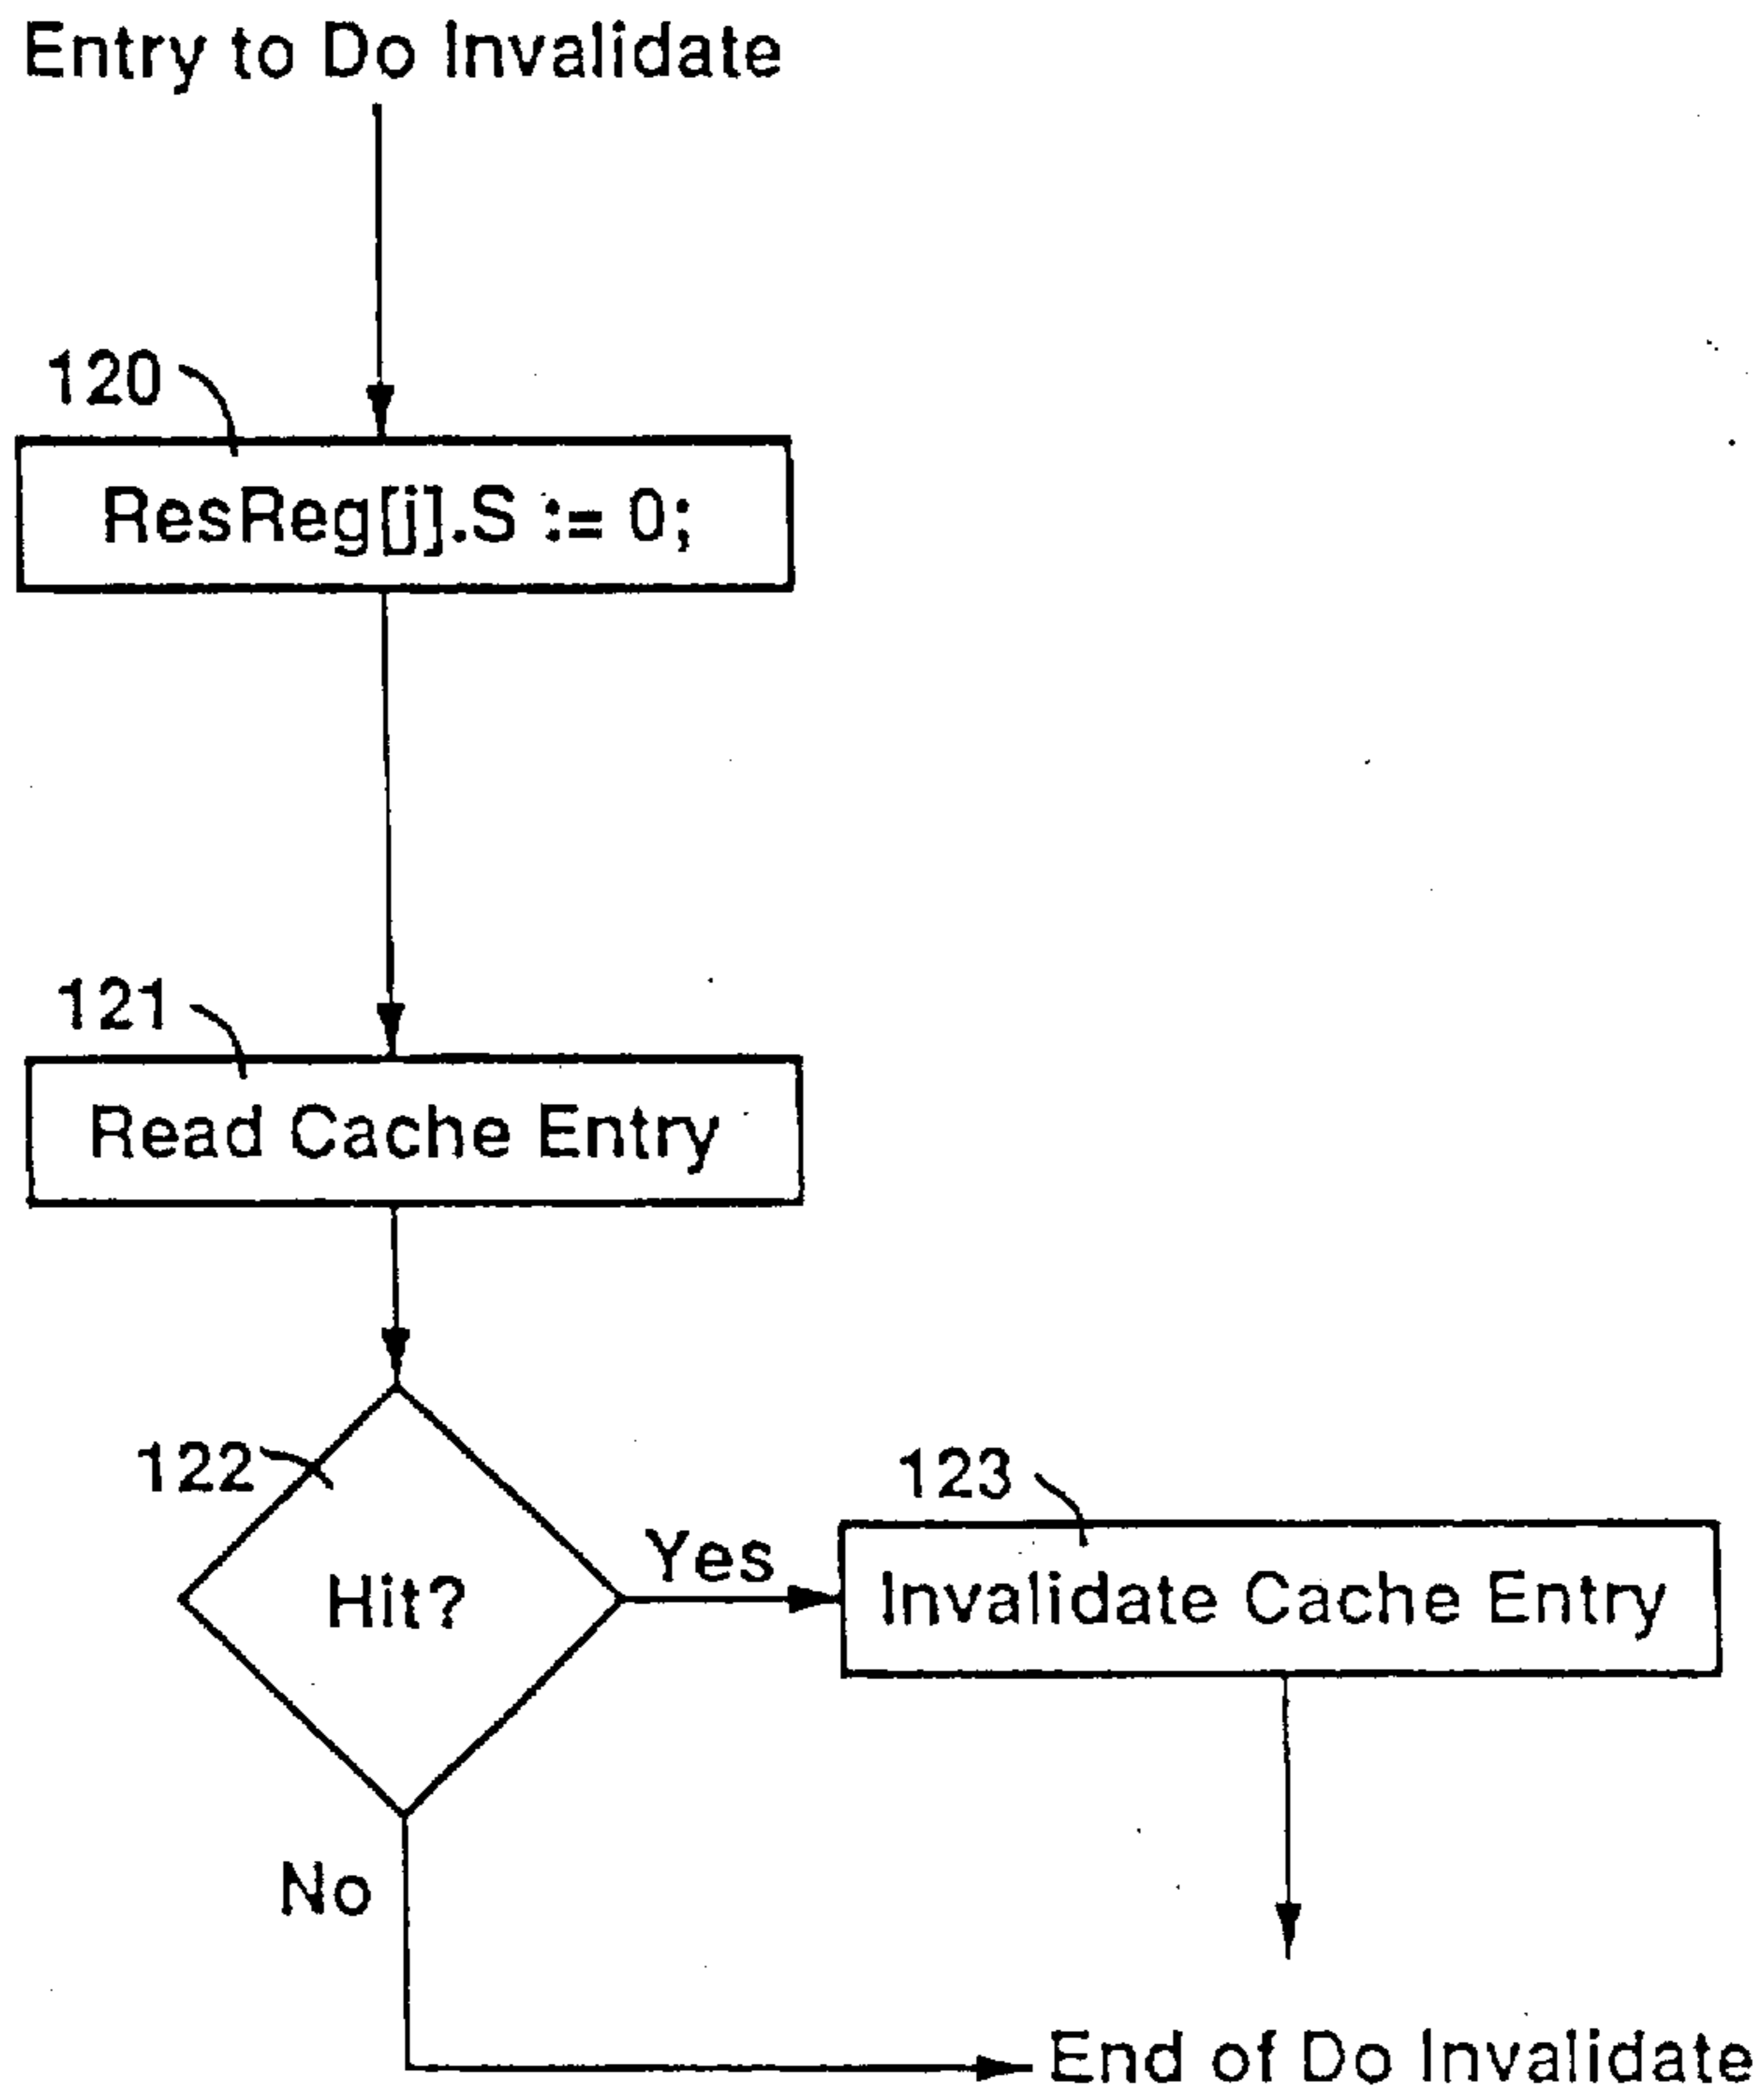 Entry to Do Invalidate
120
ResReg[j].S := 0;
121
Read Cache Entry
122
Hit?
Yes
123
Invalidate Cache Entry
No
End of Do Invalidate